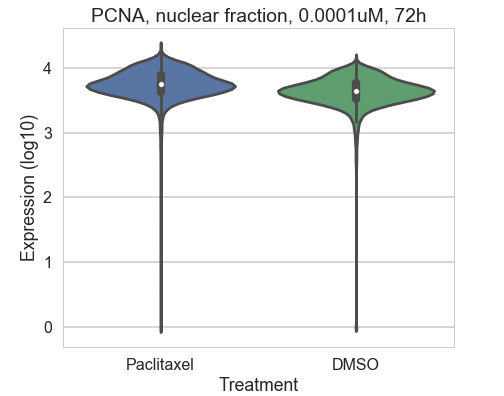 PCNA, nuclear fraction, 0.0001uM, 72h
Expression (log10)
4
3
2
1
0
Paclitaxel DMSO
Treatment